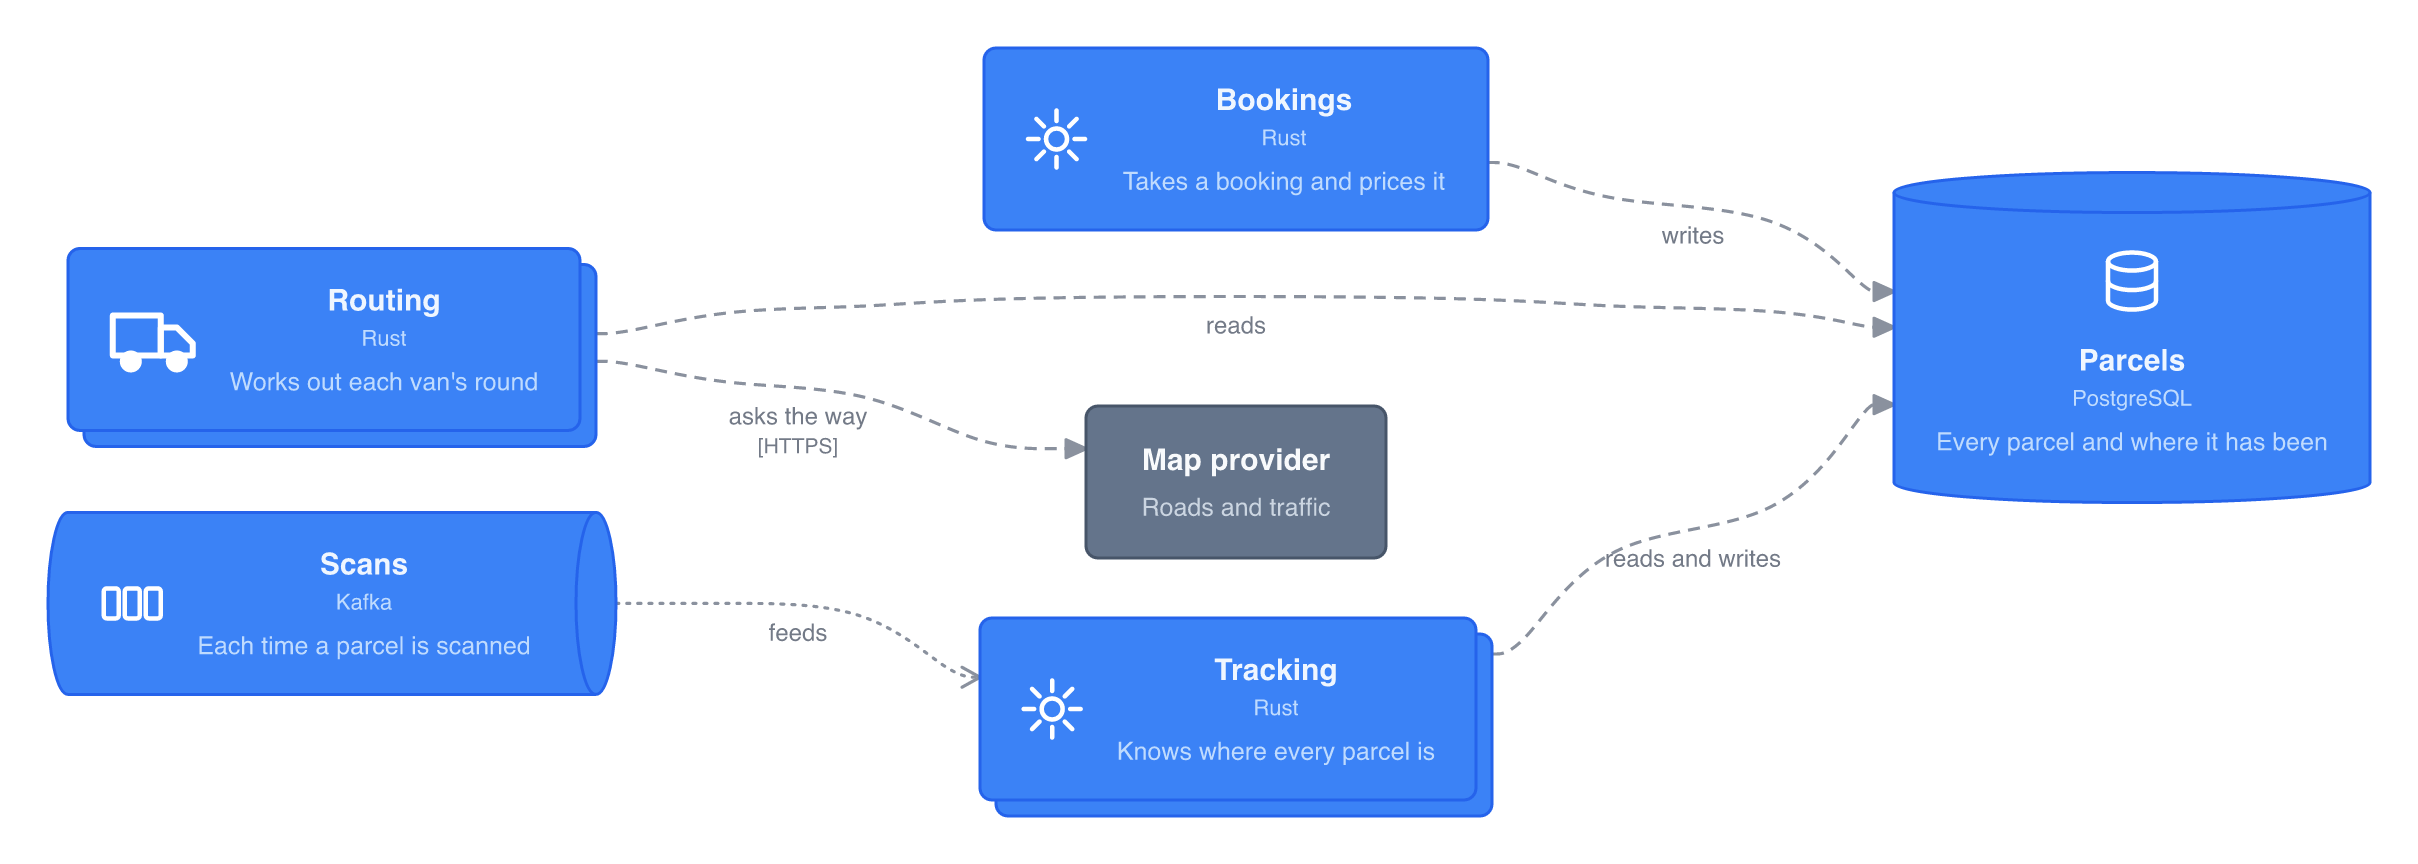 Bookings
Rust
Takes a booking and prices it
writes
Routing
Rust
Works out each van's round
reads
asks the way
[HTTPS]
Map provider
Roads and traffic
Parcels
PostgreSQL
Every parcel and where it has been
Scans
Kafka
Each time a parcel is scanned
feeds
reads and writes
Tracking
Rust
Knows where every parcel is